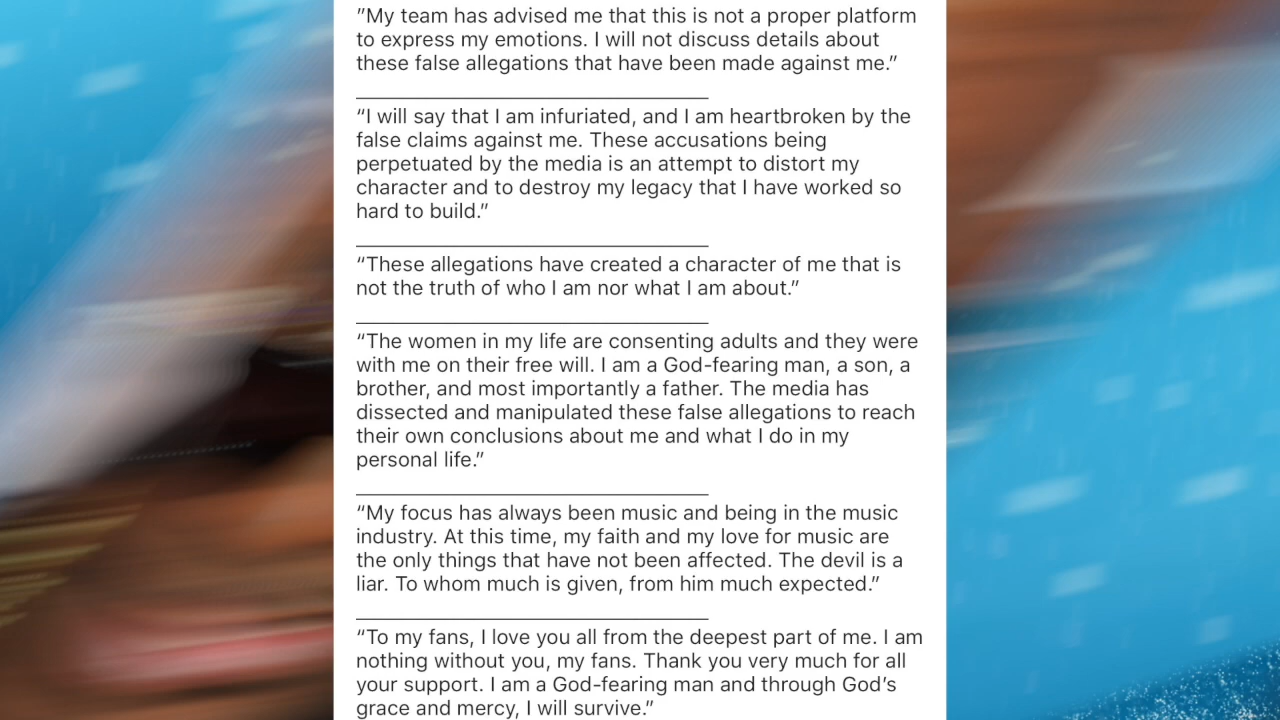 ”My team has advised me that this is not a proper platform
to express my emotions. I will not discuss details about
these false allegations that have been made against me.”
________________________________
“I will say that I am infuriated, and I am heartbroken by the
false claims against me. These accusations being
perpetuated by the media is an attempt to distort my
character and to destroy my legacy that I have worked so
hard to build.”
________________________________
“These allegations have created a character of me that is
not the truth of who I am nor what I am about.”
________________________________
“The women in my life are consenting adults and they were
with me on their free will. I am a God-fearing man, a son, a
brother, and most importantly a father. The media has
dissected and manipulated these false allegations to reach
their own conclusions about me and what I do in my
personal life.”
________________________________
“My focus has always been music and being in the music
industry. At this time, my faith and my love for music are
the only things that have not been affected. The devil is a
liar. To whom much is given, from him much expected.”
________________________________
“To my fans, I love you all from the deepest part of me. I am
nothing without you, my fans. Thank you very much for all
your support. I am a God-fearing man and through God’s
grace and mercy, I will survive.”